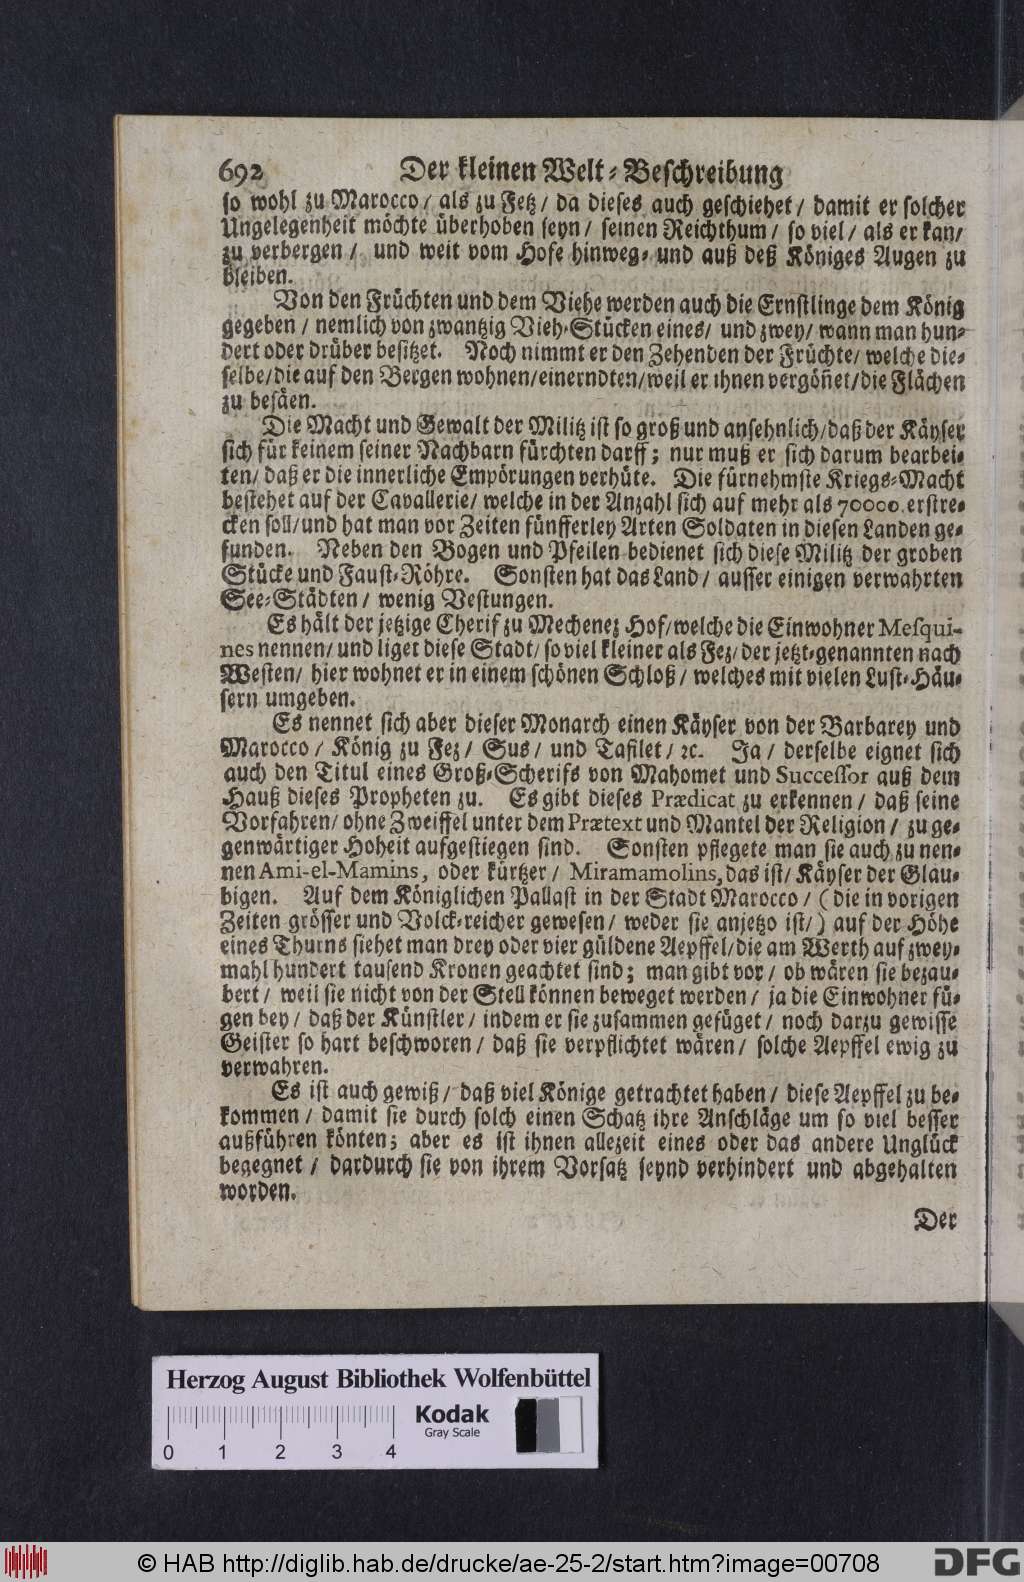 692 Der kleinen Welt-Beschreibung
so wohl zu Marocco/ als zu Fetz/ da dieses auch geschiehet/ damit er solcher
Ungelegenheit möchte überhoben seyn/ seinen Reichthum/ so viel/ als er kan/
zu verbergen/ und weit vom Hofe hinweg- und auß deß Königes Augen zu
bleiben.
Von den Früchten und dem Viehe werden auch die Ernstlinge dem König
gegeben/ nemlich von zwantzig Vieh-Stücken eines/ und zwey/ wann man hun-
dert oder drüber besitzet. Noch nimmt er den Zehenden der Früchte/ welche die-
selbe/ die auf den Bergen wohnen/ einerndten/ weil er ihnen vergöñet/ die Flächen
zu besäen.
Die Macht und Gewalt der Militz ist so groß und ansehnlich/ daß der Käyser
sich für keinem seiner Nachbarn fürchten darff; nur muß er sich darum bearbei-
ten/ daß er die innerliche Empörungen verhüte. Die fürnehmste Kriegs-Macht
bestehet auf der Cavallerie/ welche in der Anzahl sich auf mehr als 70000. erstre-
cken soll/ und hat man vor Zeiten fünfferley Arten Soldaten in diesen Landen ge-
funden. Neben den Bogen und Pfeilen bedienet sich diese Militz der groben
Stücke und Faust-Röhre. Sonsten hat das Land/ ausser einigen verwahrten
See-Städten/ wenig Vestungen.
Es hält der jetzige Cherif zu Mechenez Hof/ welche die Einwohner Mesqui-
nes nennen/ und liget diese Stadt/ so viel kleiner als Fez/ der jetzt-genannten nach
Westen/ hier wohnet er in einem schönen Schloß/ welches mit vielen Lust-Häu-
sern umgeben.
Es nennet sich aber dieser Monarch einen Käyser von der Barbarey und
Marocco/ König zu Fez/ Sus/ und Tafilet/ ꝛc. Ja/ derselbe eignet sich
auch den Titul eines Groß-Scherifs von Mahomet und Successor auß dem
Hauß dieses Propheten zu. Es gibt dieses Prædicat zu erkennen/ daß seine
Vorfahren/ ohne Zweiffel unter dem Prætext und Mantel der Religion/ zu ge-
genwärtiger Hoheit aufgestiegen sind. Sonsten pflegete man sie auch zu nen-
nen Ami-el-Mamins, oder kürtzer/ Miramamolins, das ist/ Käyser der Glau-
bigen. Auf dem Königlichen Pallast in der Stadt Marocco/ (die in vorigen
Zeiten grösser und Volck-reicher gewesen/ weder sie anjetzo ist/) auf der Höhe
eines Thurns siehet man drey oder vier güldene Aepffel/ die am Werth auf zwey-
mahl hundert tausend Kronen geachtet sind; man gibt vor/ ob wären sie bezau-
bert/ weil sie nicht von der Stell können beweget werden/ ja die Einwohner fü-
gen bey/ daß der Künstler/ indem er sie zusammen gefüget/ noch darzu gewisse
Geister so hart beschworen/ daß sie verpflichtet wären/ solche Aepffel ewig zu
verwahren.
Es ist auch gewiß/ daß viel Könige getrachtet haben/ diese Aepffel zu be-
kommen/ damit sie durch solch einen Schatz ihre Anschläge um so viel besser
außführen könten; aber es ist ihnen allezeit eines oder das andere Unglück
begegnet/ dardurch sie von ihrem Vorsatz seynd verhindert und abgehalten
worden.
Der
Herzog August Bibliothek Wolfenbüttel
Kodak
Gray Scale
0 1 2 3 4
© HAB http://diglib.hab.de/drucke/ae-25-2/start.htm?image=00708
DFG